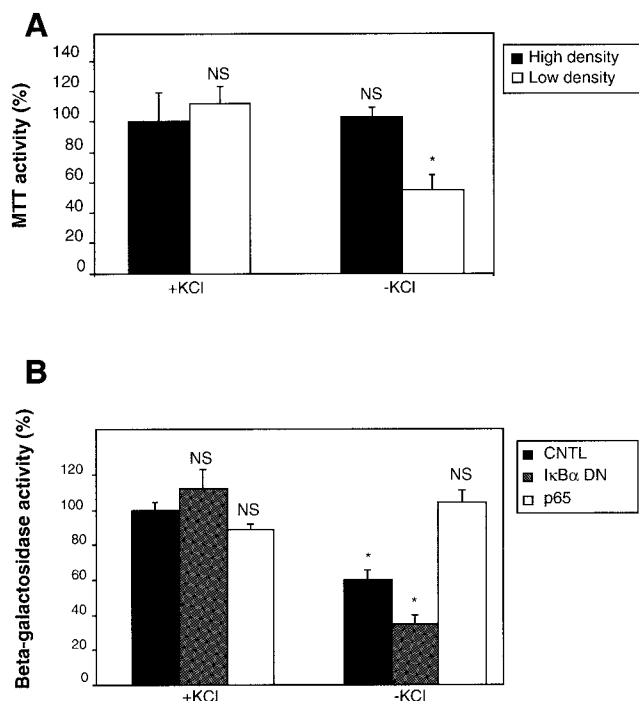 A
MTT activity (%)
140
120
100
80
60
40
20
0
NS
NS
*
+KCl
-KCl
High density
Low density
B
Beta-galactosidase activity (%)
120
100
80
60
40
20
0
NS
NS
*
*
NS
+KCl
-KCl
CNTL
IκBα DN
p65